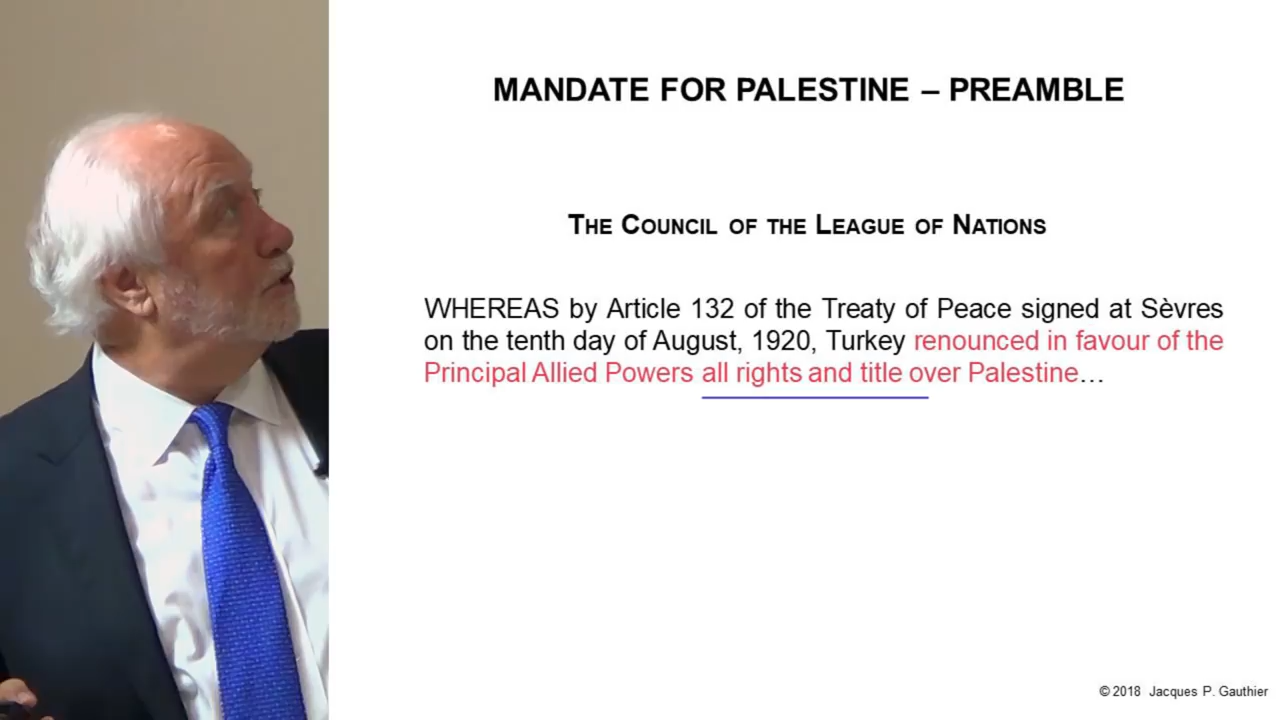 MANDATE FOR PALESTINE – PREAMBLE
THE COUNCIL OF THE LEAGUE OF NATIONS
WHEREAS by Article 132 of the Treaty of Peace signed at Sèvres
on the tenth day of August, 1920, Turkey renounced in favour of the
Principal Allied Powers all rights and title over Palestine…
© 2018 Jacques P. Gauthier